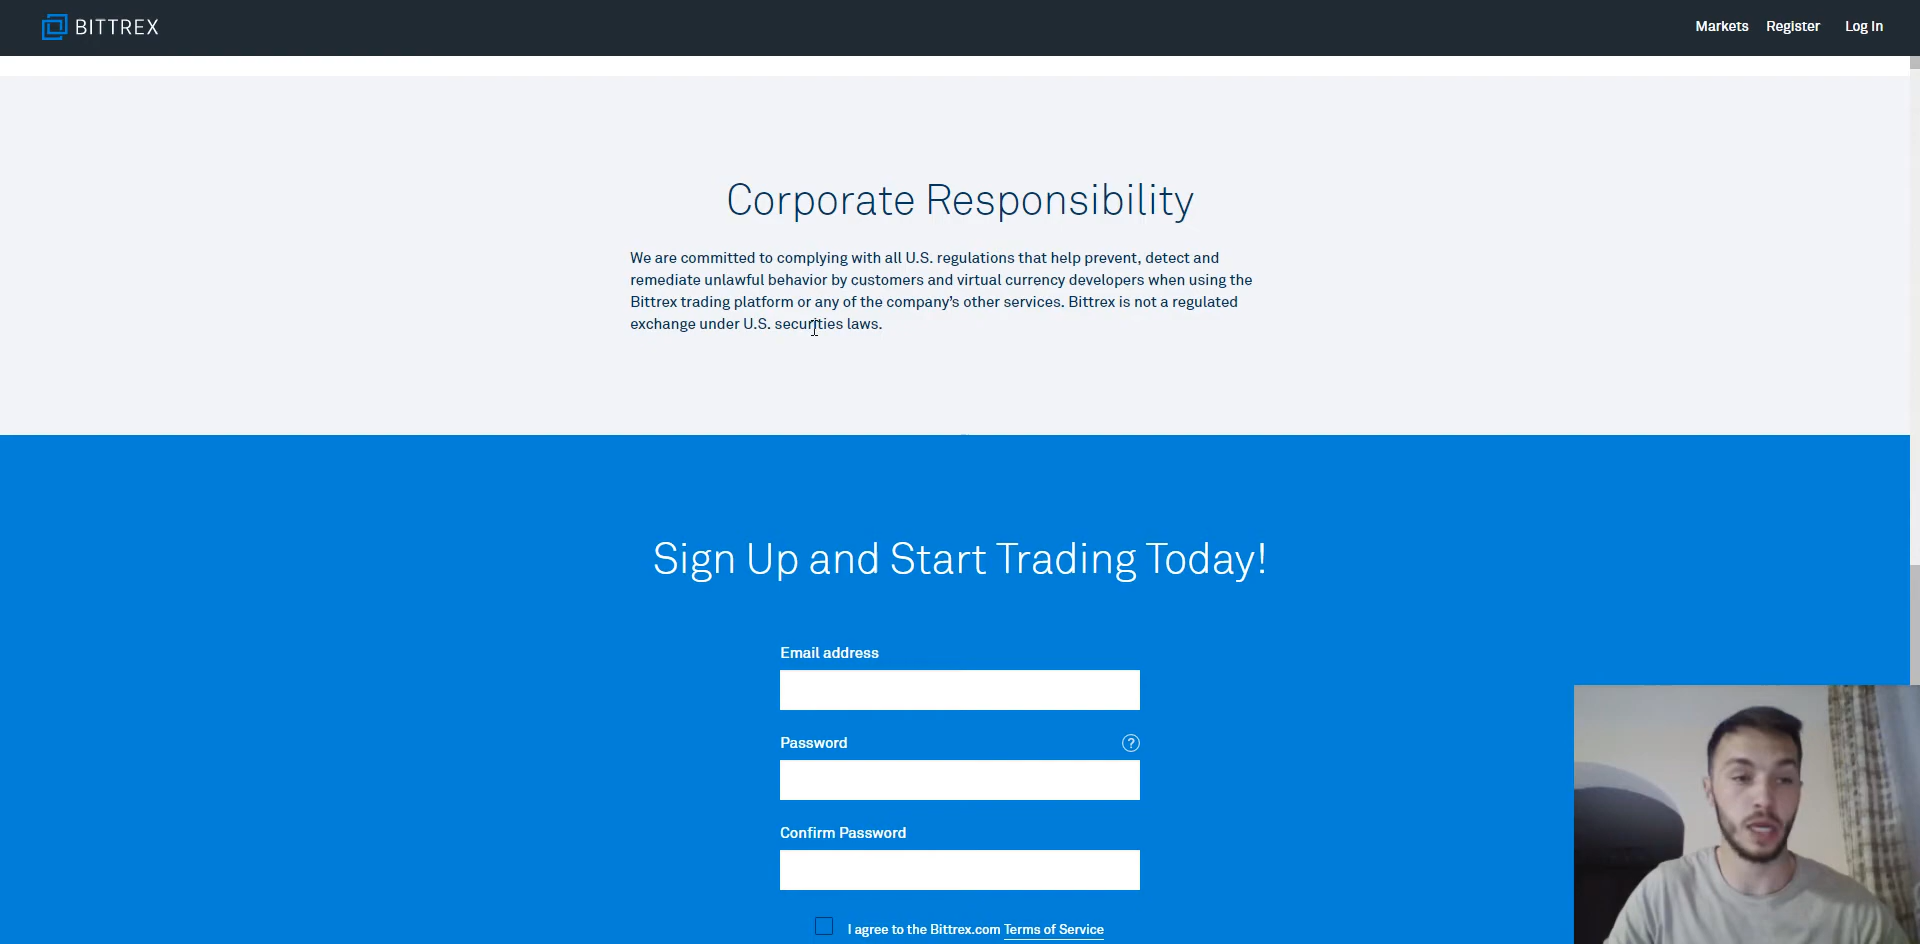 BITTREX
Markets Register Log In
Corporate Responsibility
We are committed to complying with all U.S. regulations that help prevent, detect and
remediate unlawful behavior by customers and virtual currency developers when using the
Bittrex trading platform or any of the company's other services. Bittrex is not a regulated
exchange under U.S. securities laws.
Sign Up and Start Trading Today!
Email address
Password ?
Confirm Password
I agree to the Bittrex.com Terms of Service